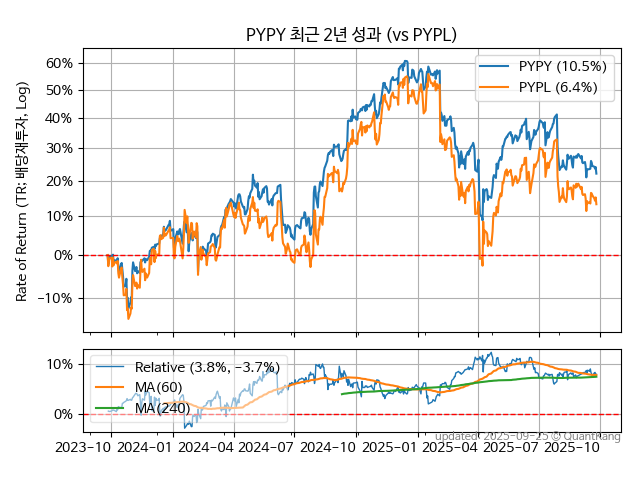 PYPY 최근 2년 성과 (vs PYPL)
Rate of Return (TR: 배당재투자, Log)
60%
50%
40%
30%
20%
10%
0%
−10%
PYPY (10.5%)
PYPL (6.4%)
10%
0%
Relative (3.8%, −3.7%)
MA(60)
MA(240)
updated: 2025-09-25 © QuantKang
2023-10 2024-01 2024-04 2024-07 2024-10 2025-01 2025-04 2025-07 2025-10